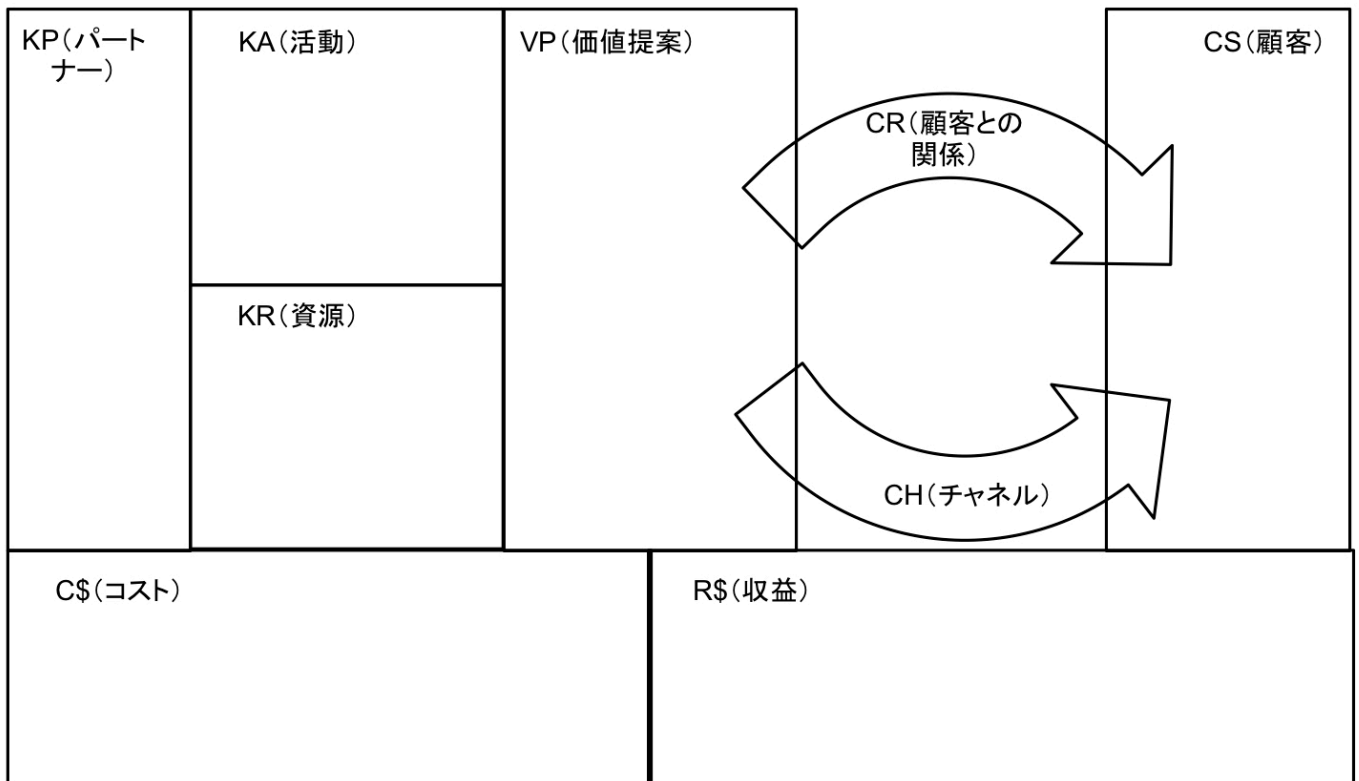 KP（パート
ナー）
KA（活動）
VP（価値提案）
CS（顧客）
CR（顧客との
関係）
KR（資源）
CH（チャネル）
C$（コスト）
R$（収益）